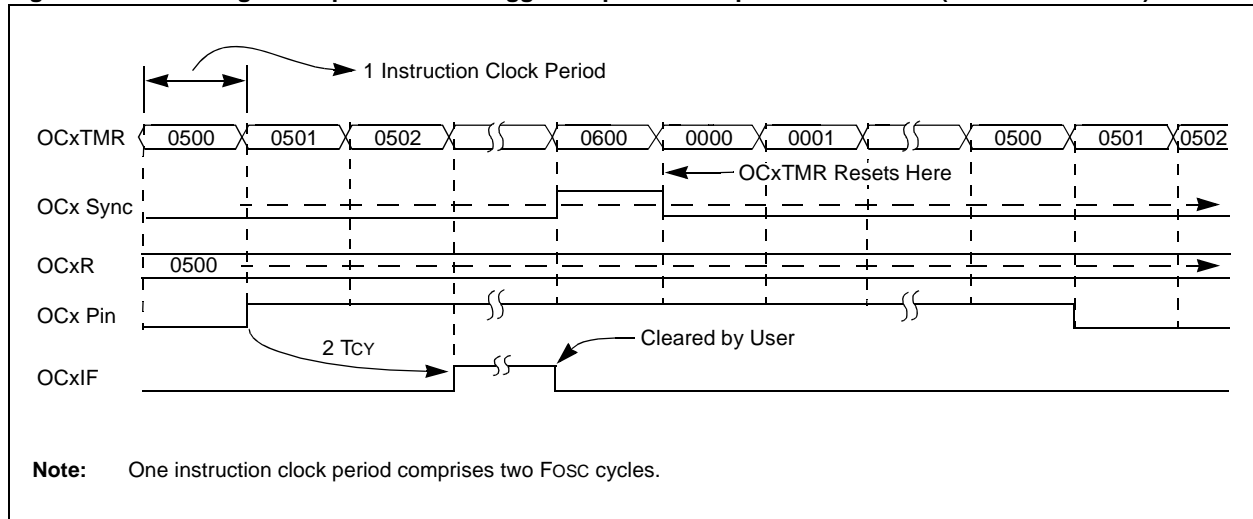 1 Instruction Clock Period
OCxTMR 0500 0501 0502 0600 0000 0001 0500 0501 0502
OCxTMR Resets Here
OCx Sync
OCxR 0500
OCx Pin
2 TCY
Cleared by User
OCxIF
Note: One instruction clock period comprises two FOSC cycles.